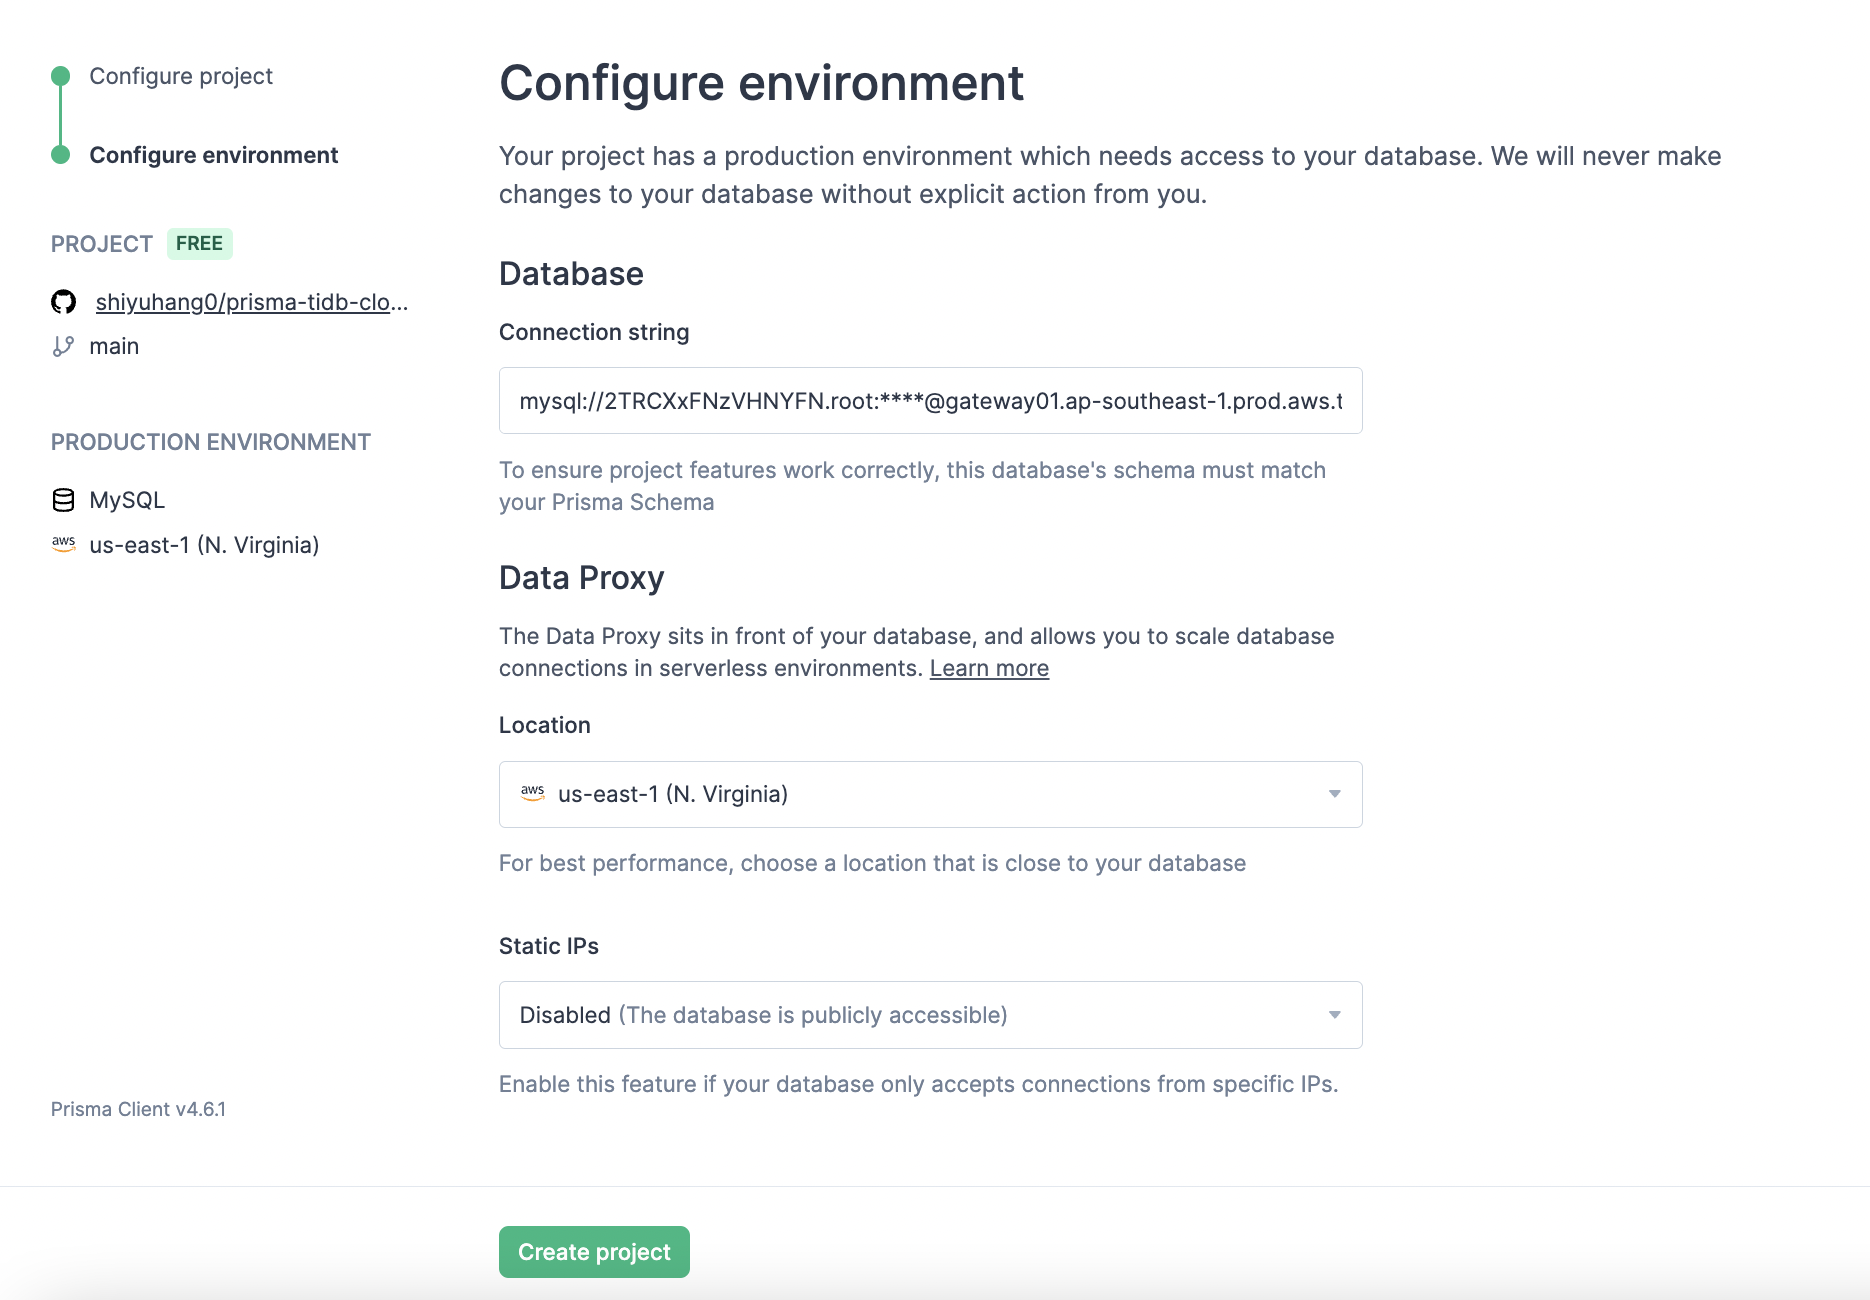 Configure project
Configure environment
PROJECT FREE
shiyuhang0/prisma-tidb-clo...
main
PRODUCTION ENVIRONMENT
MySQL
aws us-east-1 (N. Virginia)
Prisma Client v4.6.1
Configure environment
Your project has a production environment which needs access to your database. We will never make
changes to your database without explicit action from you.
Database
Connection string
mysql://2TRCXxFNzVHNYFN.root:****@gateway01.ap-southeast-1.prod.aws.t
To ensure project features work correctly, this database's schema must match
your Prisma Schema
Data Proxy
The Data Proxy sits in front of your database, and allows you to scale database
connections in serverless environments. Learn more
Location
aws us-east-1 (N. Virginia)
For best performance, choose a location that is close to your database
Static IPs
Disabled (The database is publicly accessible)
Enable this feature if your database only accepts connections from specific IPs.
Create project